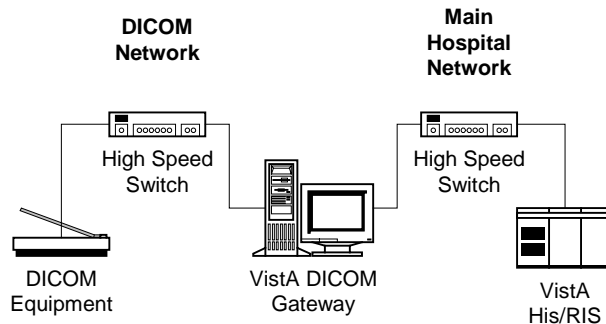 DICOM
Network
Main
Hospital
Network
High Speed
Switch
High Speed
Switch
DICOM
Equipment
VistA DICOM
Gateway
VistA
His/RIS